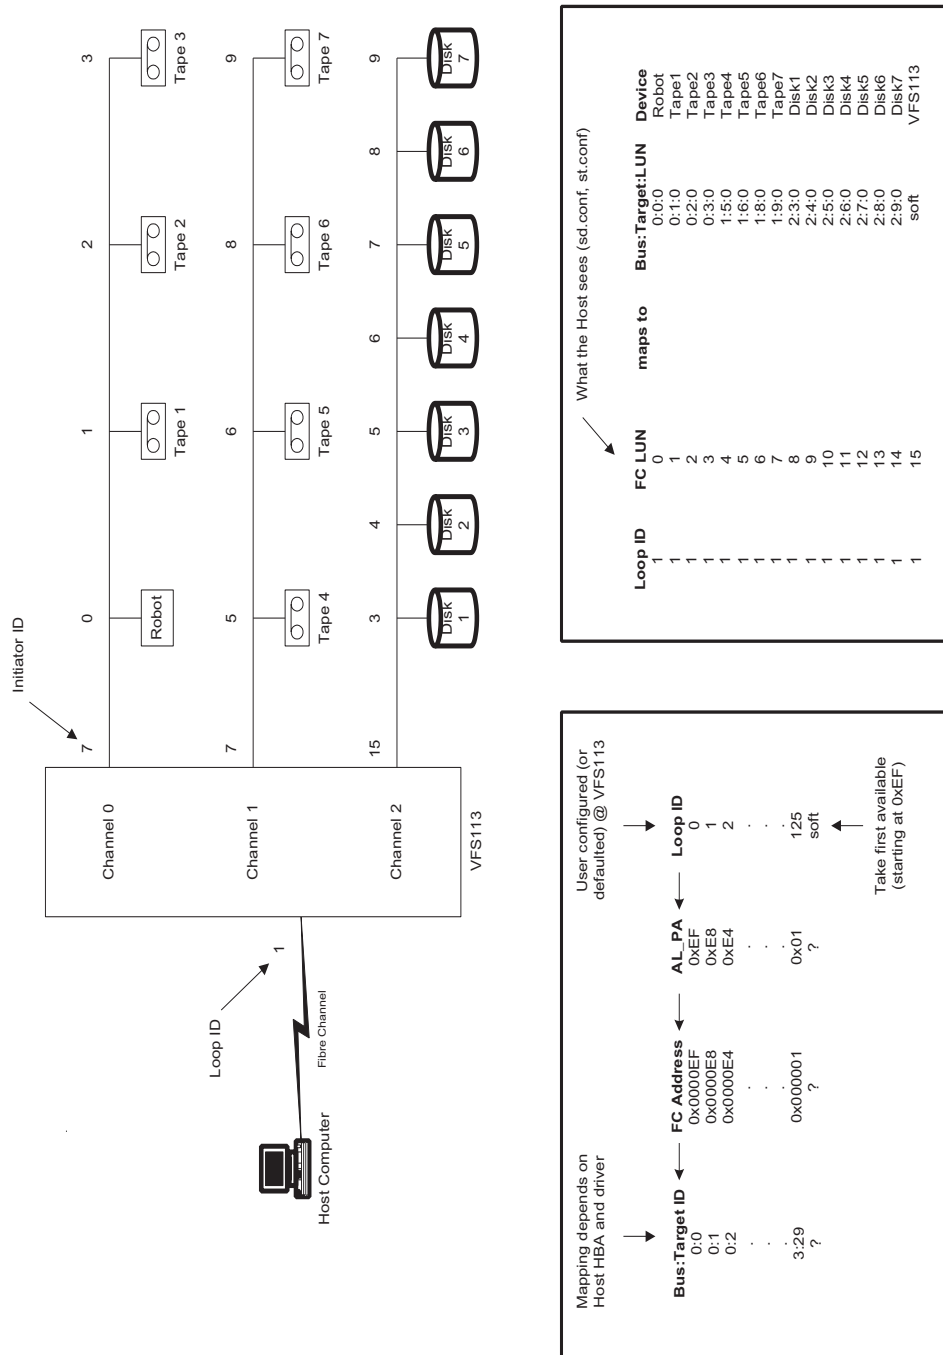 Initiator ID
7
0
1
2
3
Channel 0
Robot
Tape 1
Tape 2
Tape 3
Loop ID
1
7
5
6
8
9
Channel 1
Tape 4
Tape 5
Tape 6
Tape 7
Host Computer
Fibre Channel
15
3
4
5
6
7
8
9
Channel 2
Disk 1
Disk 2
Disk 3
Disk 4
Disk 5
Disk 6
Disk 7
VFS113
Mapping depends on
Host HBA and driver
User configured (or
defaulted) @ VFS113
Bus:Target ID FC Address AL_PA Loop ID
0:0 0x0000EF 0xEF 0
0:1 0x0000E8 0xE8 1
0:2 0x0000E4 0xE4 2
. . . .
. . . .
. . . .
3:29 0x000001 0x01 125
? ? ? soft
Take first available
(starting at 0xEF)
What the Host sees (sd.conf, st.conf)
Loop ID FC LUN maps to Bus:Target:LUN Device
1 0 0:0:0 Robot
1 1 0:1:0 Tape1
1 2 0:2:0 Tape2
1 3 0:3:0 Tape3
1 4 1:5:0 Tape4
1 5 1:6:0 Tape5
1 6 1:8:0 Tape6
1 7 1:9:0 Tape7
1 8 2:3:0 Disk1
1 9 2:4:0 Disk2
1 10 2:5:0 Disk3
1 11 2:6:0 Disk4
1 12 2:7:0 Disk5
1 13 2:8:0 Disk6
1 14 2:9:0 Disk7
1 15 soft VFS113